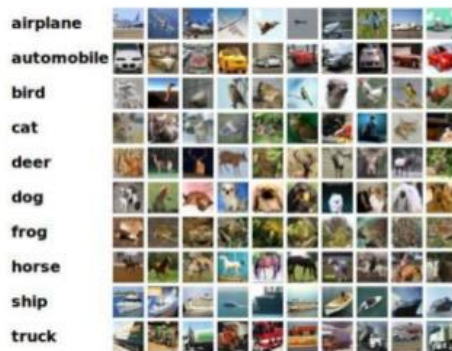 airplane
automobile
bird
cat
deer
dog
frog
horse
ship
truck